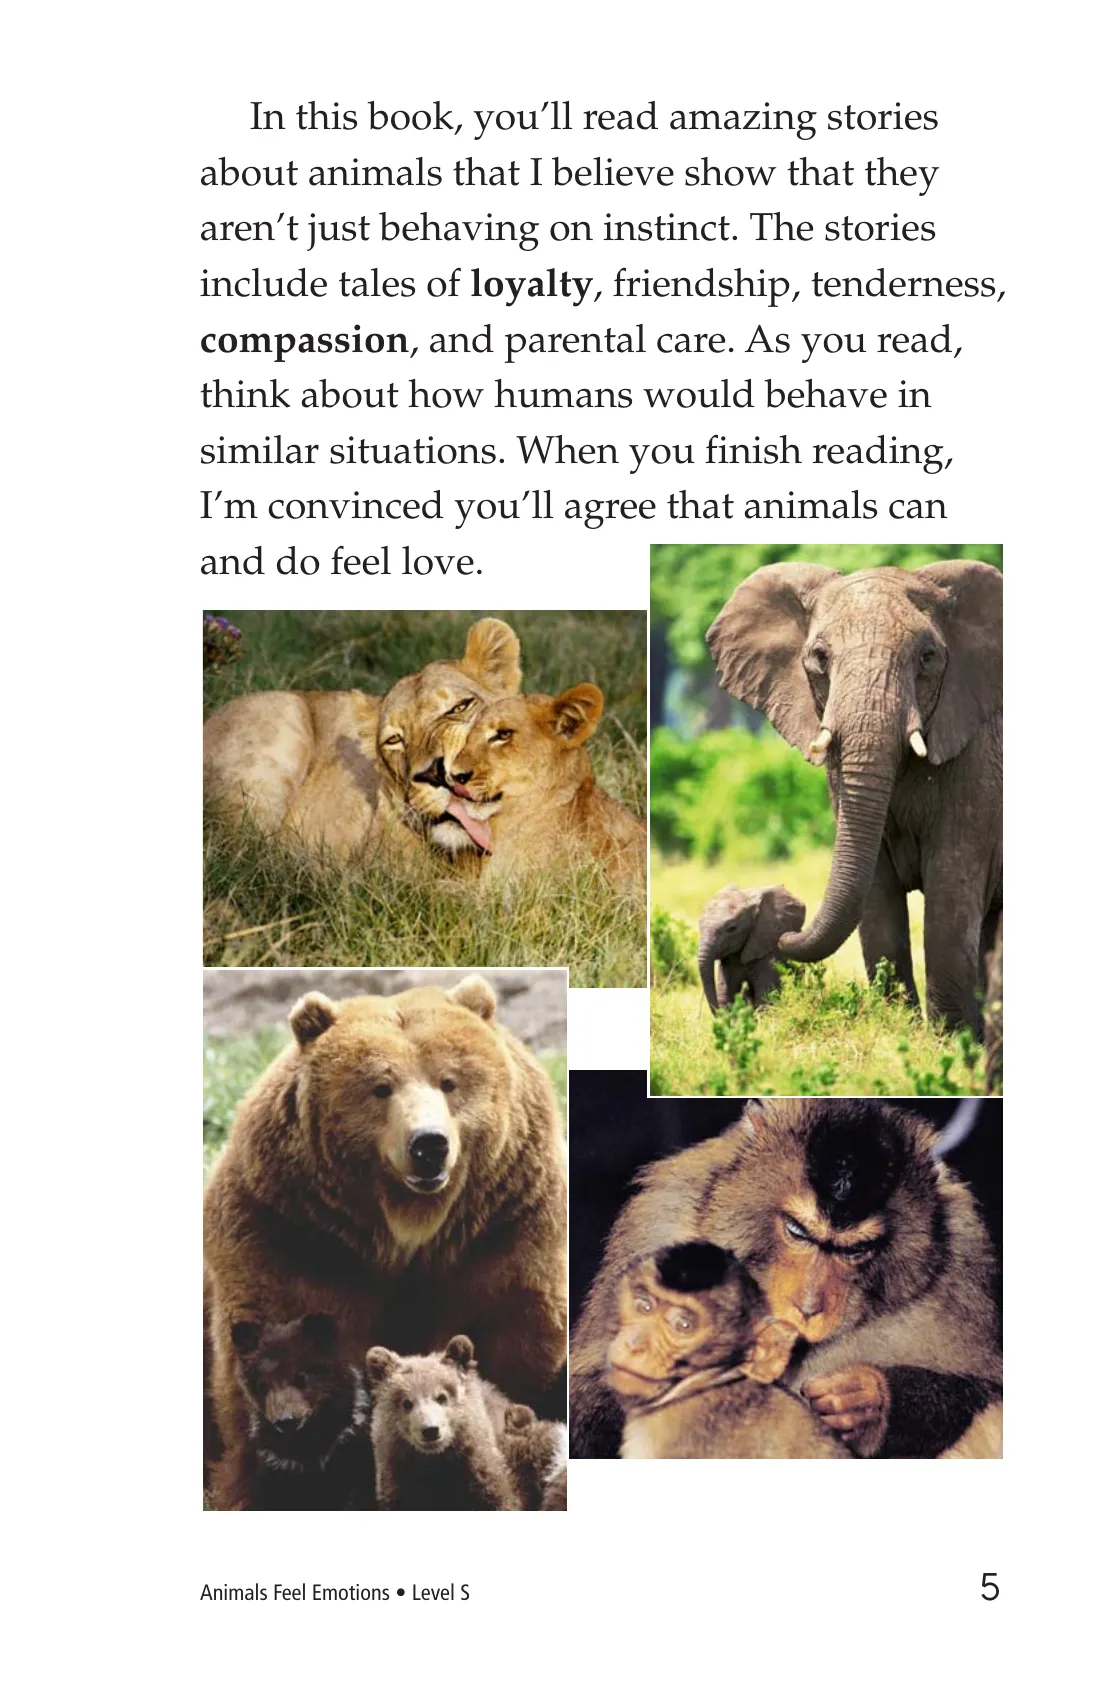 In this book, you’ll read amazing stories
about animals that I believe show that they
aren’t just behaving on instinct. The stories
include tales of loyalty, friendship, tenderness,
compassion, and parental care. As you read,
think about how humans would behave in
similar situations. When you finish reading,
I’m convinced you’ll agree that animals can
and do feel love.
Animals Feel Emotions • Level S
5